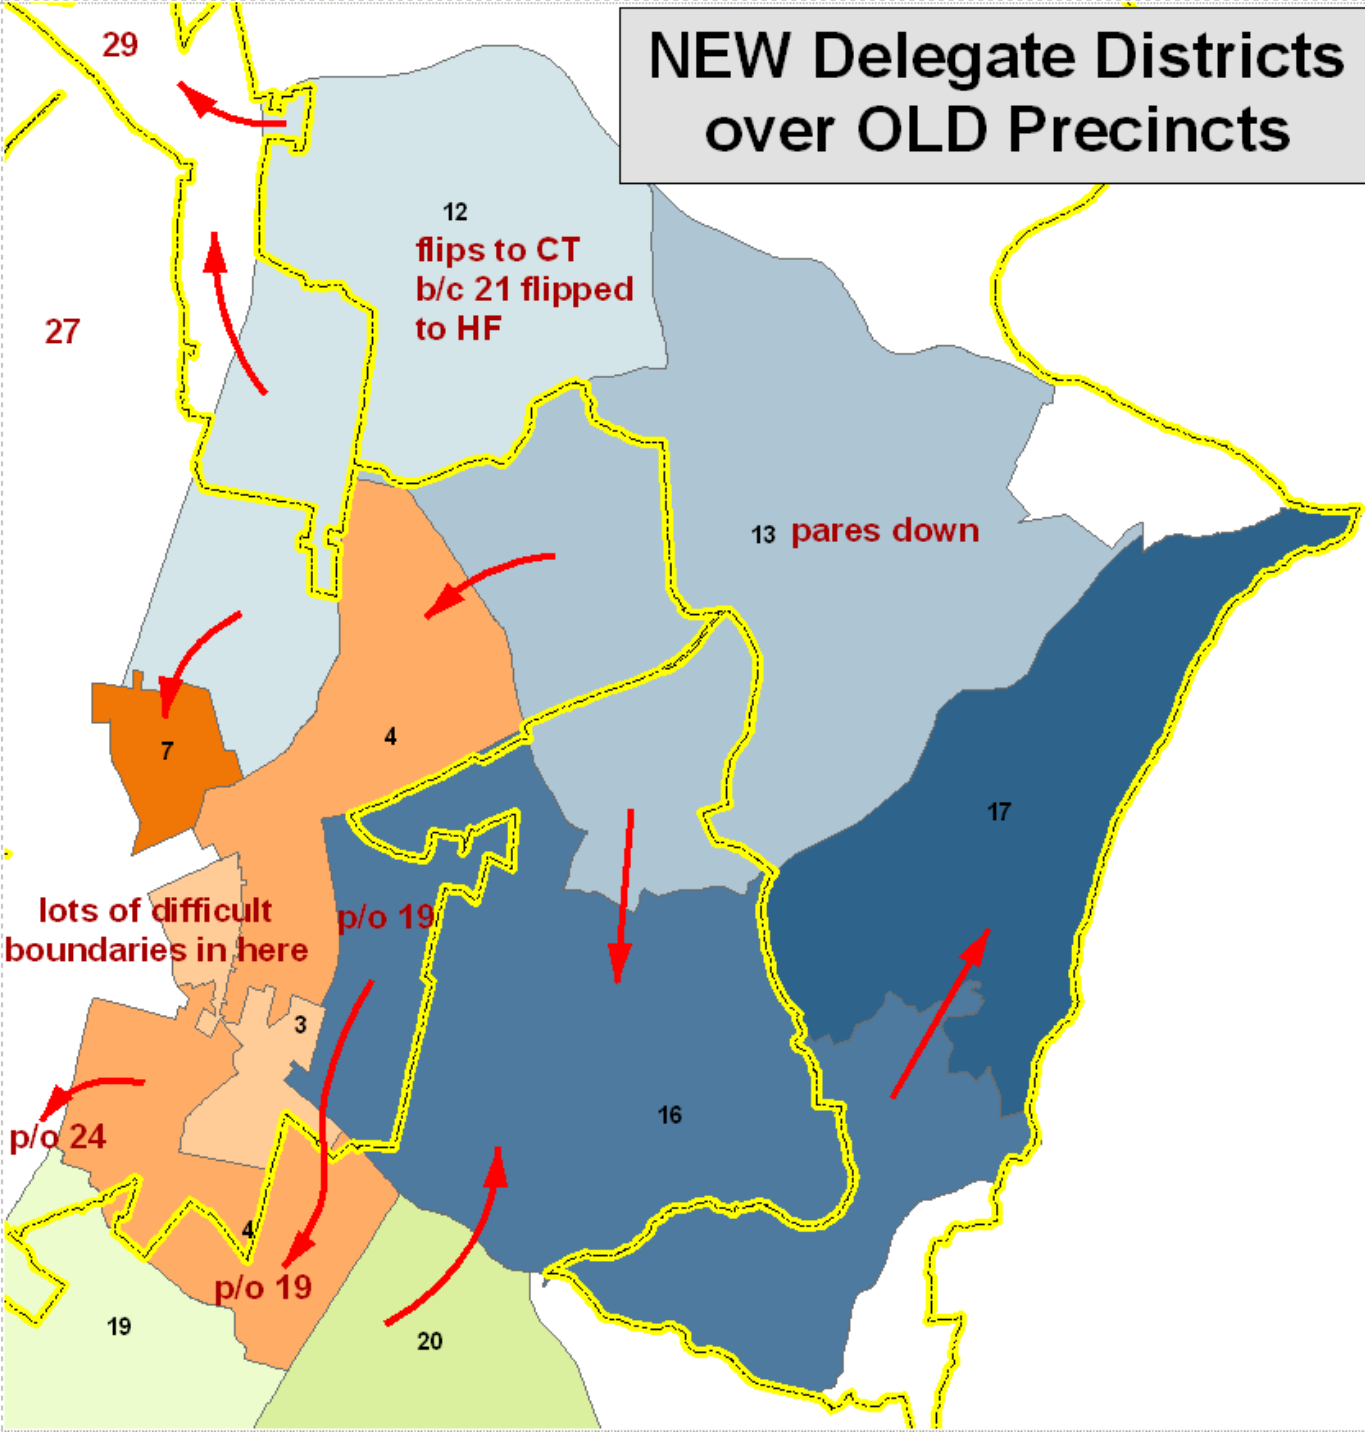 NEW Delegate Districts
over OLD Precincts
29
12
flips to CT
b/c 21 flipped
to HF
27
13 pares down
4
7
17
lots of difficult
boundaries in here
p/o 19
3
16
p/o 24
4
p/o 19
19
20